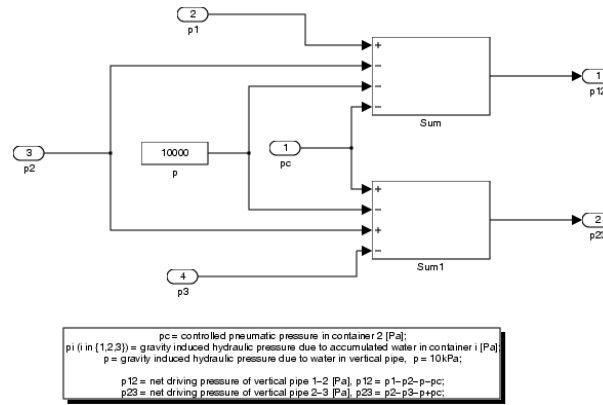 2
p1
+
−
−
−
Sum
1
p12
3
p2
10000
p
1
pc
+
−
+
−
Sum1
2
p23
4
p3
pc = controlled pneumatic pressure in container 2 [Pa];
pi (i in {1,2,3}) = gravity induced hydraulic pressure due to accumulated water in container i [Pa];
p = gravity induced hydraulic pressure due to water in vertical pipe, p = 10kPa;
p12 = net driving pressure of vertical pipe 1−2 [Pa], p12 = p1−p2−p−pc;
p23 = net driving pressure of vertical pipe 2−3 [Pa], p23 = p2−p3−p+pc;